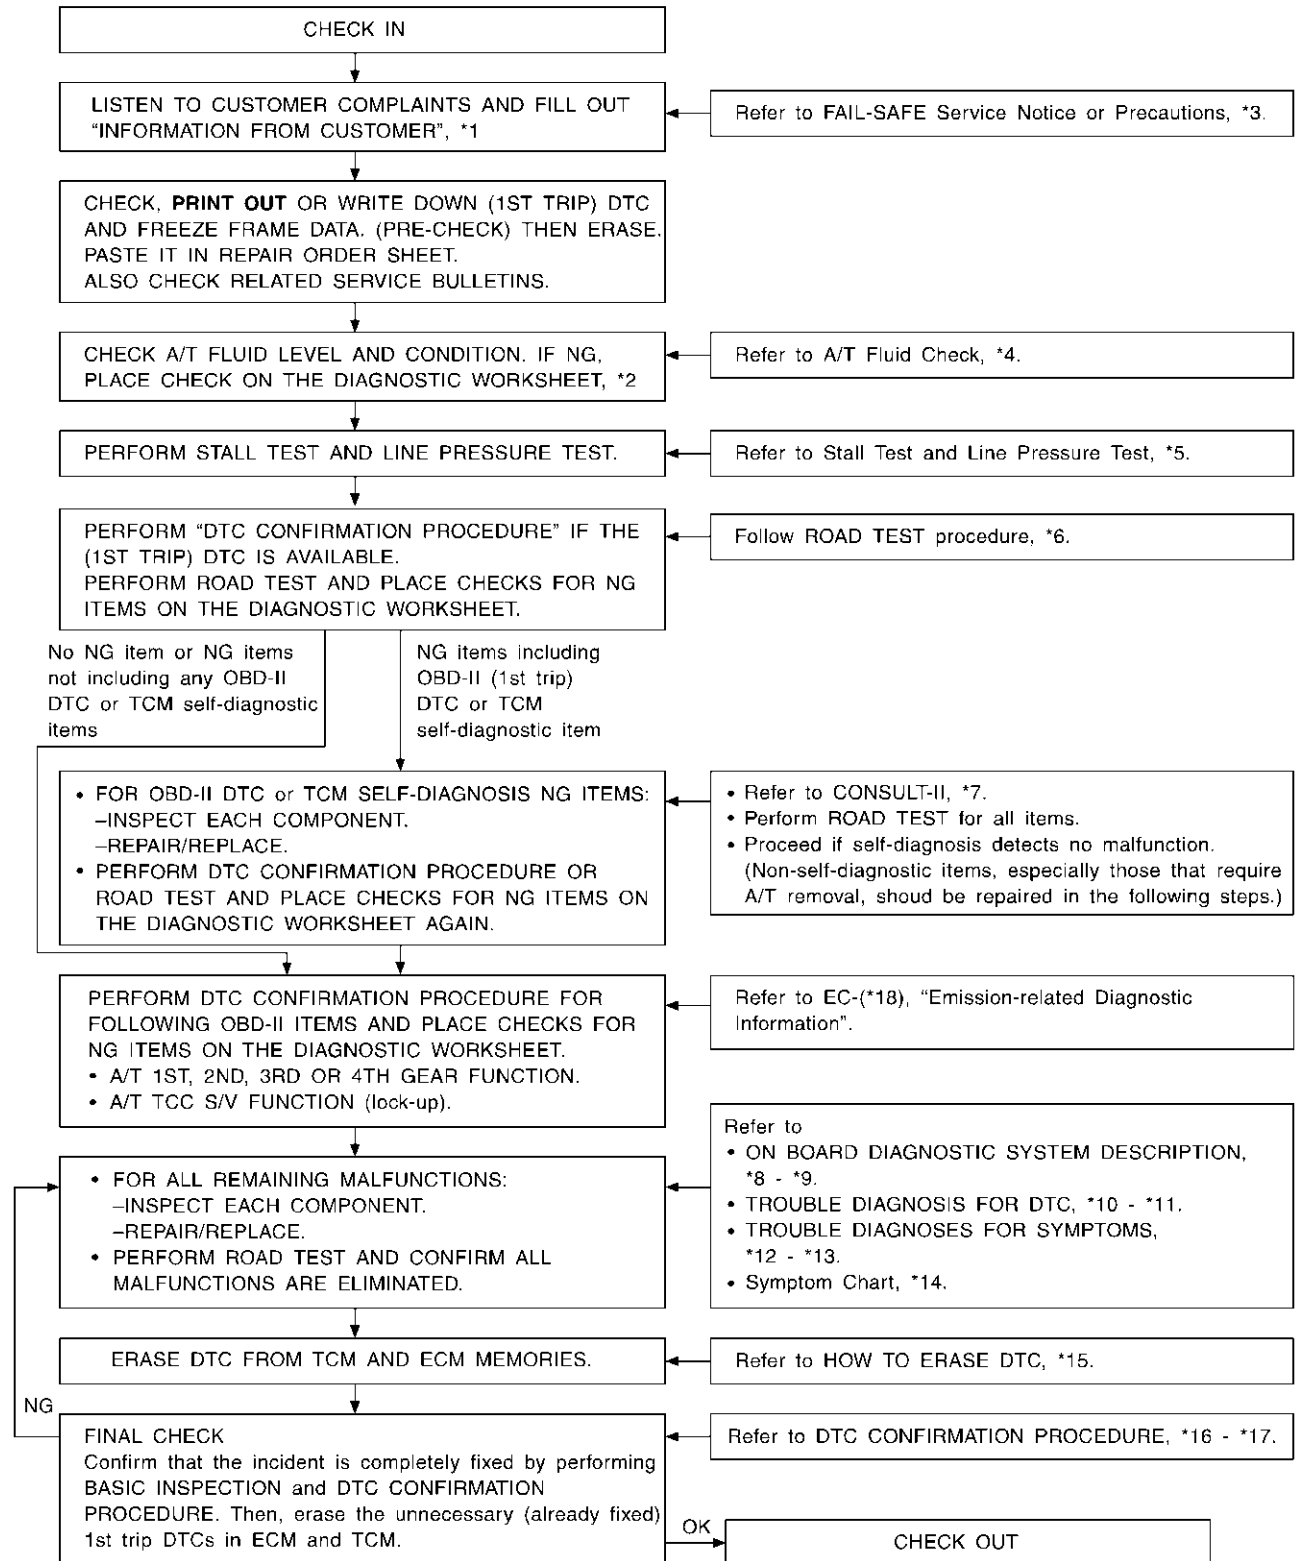 CHECK IN
LISTEN TO CUSTOMER COMPLAINTS AND FILL OUT
“INFORMATION FROM CUSTOMER”, *1
Refer to FAIL-SAFE Service Notice or Precautions, *3.
CHECK, PRINT OUT OR WRITE DOWN (1ST TRIP) DTC
AND FREEZE FRAME DATA. (PRE-CHECK) THEN ERASE.
PASTE IT IN REPAIR ORDER SHEET.
ALSO CHECK RELATED SERVICE BULLETINS.
CHECK A/T FLUID LEVEL AND CONDITION. IF NG,
PLACE CHECK ON THE DIAGNOSTIC WORKSHEET, *2
Refer to A/T Fluid Check, *4.
PERFORM STALL TEST AND LINE PRESSURE TEST.
Refer to Stall Test and Line Pressure Test, *5.
PERFORM “DTC CONFIRMATION PROCEDURE” IF THE
(1ST TRIP) DTC IS AVAILABLE.
PERFORM ROAD TEST AND PLACE CHECKS FOR NG
ITEMS ON THE DIAGNOSTIC WORKSHEET.
Follow ROAD TEST procedure, *6.
No NG item or NG items
not including any OBD-II
DTC or TCM self-diagnostic
items
NG items including
OBD-II (1st trip)
DTC or TCM
self-diagnostic item
• FOR OBD-II DTC or TCM SELF-DIAGNOSIS NG ITEMS:
–INSPECT EACH COMPONENT.
–REPAIR/REPLACE.
• PERFORM DTC CONFIRMATION PROCEDURE OR
ROAD TEST AND PLACE CHECKS FOR NG ITEMS ON
THE DIAGNOSTIC WORKSHEET AGAIN.
• Refer to CONSULT-II, *7.
• Perform ROAD TEST for all items.
• Proceed if self-diagnosis detects no malfunction.
(Non-self-diagnostic items, especially those that require
A/T removal, shoud be repaired in the following steps.)
PERFORM DTC CONFIRMATION PROCEDURE FOR
FOLLOWING OBD-II ITEMS AND PLACE CHECKS FOR
NG ITEMS ON THE DIAGNOSTIC WORKSHEET.
• A/T 1ST, 2ND, 3RD OR 4TH GEAR FUNCTION.
• A/T TCC S/V FUNCTION (lock-up).
Refer to EC-(*18), “Emission-related Diagnostic
Information”.
• FOR ALL REMAINING MALFUNCTIONS:
–INSPECT EACH COMPONENT.
–REPAIR/REPLACE.
• PERFORM ROAD TEST AND CONFIRM ALL
MALFUNCTIONS ARE ELIMINATED.
Refer to
• ON BOARD DIAGNOSTIC SYSTEM DESCRIPTION,
*8 - *9.
• TROUBLE DIAGNOSIS FOR DTC, *10 - *11.
• TROUBLE DIAGNOSES FOR SYMPTOMS,
*12 - *13.
• Symptom Chart, *14.
ERASE DTC FROM TCM AND ECM MEMORIES.
Refer to HOW TO ERASE DTC, *15.
NG
FINAL CHECK
Confirm that the incident is completely fixed by performing
BASIC INSPECTION and DTC CONFIRMATION
PROCEDURE. Then, erase the unnecessary (already fixed)
1st trip DTCs in ECM and TCM.
Refer to DTC CONFIRMATION PROCEDURE, *16 - *17.
OK
CHECK OUT